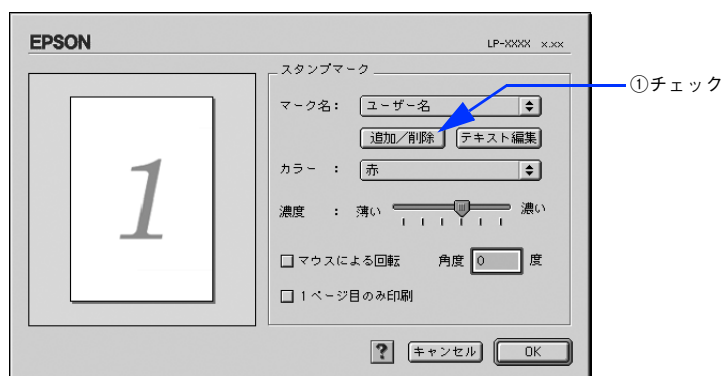 EPSON
LP-XXXX x.xx
スタンプマーク
マーク名： ユーザー名
追加／削除 テキスト編集
①チェック
カラー ： 赤
濃度 ： 薄い 濃い
マウスによる回転 角度 0 度
1ページ目のみ印刷
1
? キャンセル OK